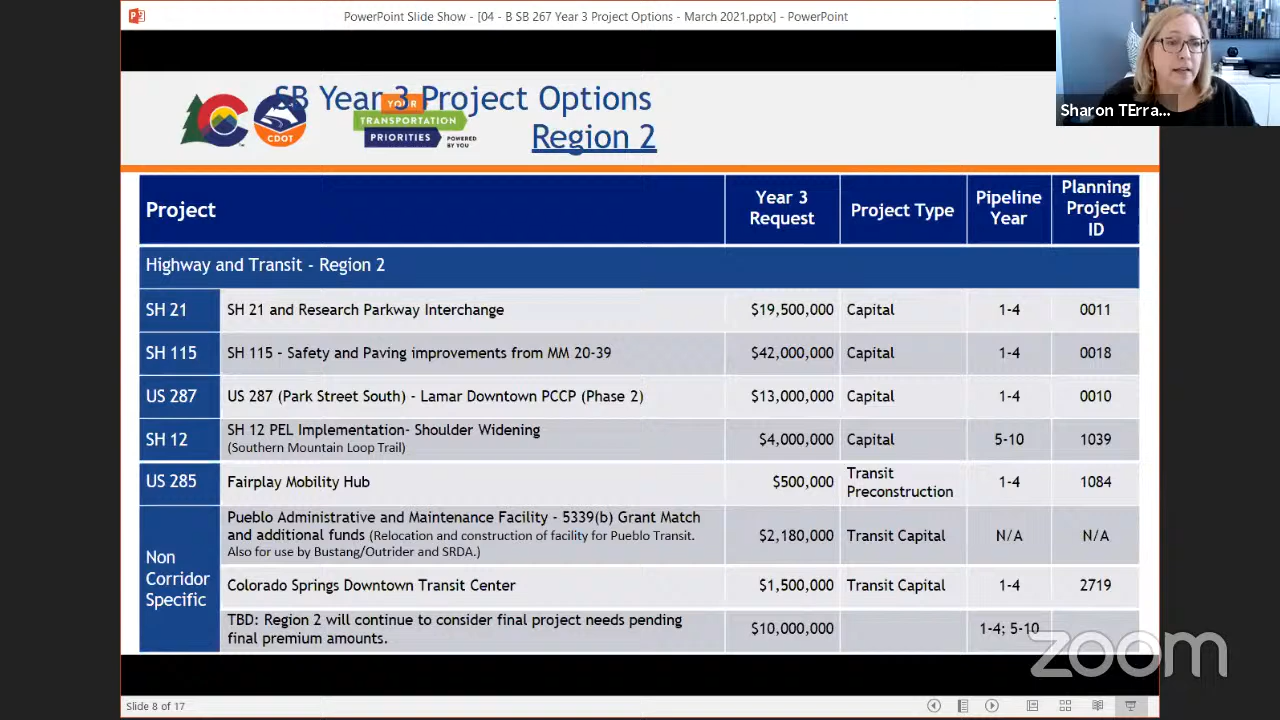 PowerPoint Slide Show - [04 - B SB 267 Year 3 Project Options - March 2021.pptx] - PowerPoint
Sharon TErra...
SB Year 3 Project Options
Region 2
CDOT
YOUR
TRANSPORTATION
PRIORITIES
POWERED
BY YOU
Project
Year 3
Request
Project Type
Pipeline
Year
Planning
Project
ID
Highway and Transit - Region 2
SH 21
SH 21 and Research Parkway Interchange
$19,500,000
Capital
1-4
0011
SH 115
SH 115 - Safety and Paving improvements from MM 20-39
$42,000,000
Capital
1-4
0018
US 287
US 287 (Park Street South) - Lamar Downtown PCCP (Phase 2)
$13,000,000
Capital
1-4
0010
SH 12
SH 12 PEL Implementation- Shoulder Widening
(Southern Mountain Loop Trail)
$4,000,000
Capital
5-10
1039
US 285
Fairplay Mobility Hub
$500,000
Transit
Preconstruction
1-4
1084
Non
Corridor
Specific
Pueblo Administrative and Maintenance Facility - 5339(b) Grant Match
and additional funds (Relocation and construction of facility for Pueblo Transit.
Also for use by Bustang/Outrider and SRDA.)
$2,180,000
Transit Capital
N/A
N/A
Colorado Springs Downtown Transit Center
$1,500,000
Transit Capital
1-4
2719
TBD: Region 2 will continue to consider final project needs pending
final premium amounts.
$10,000,000
1-4; 5-10
zoom
Slide 8 of 17